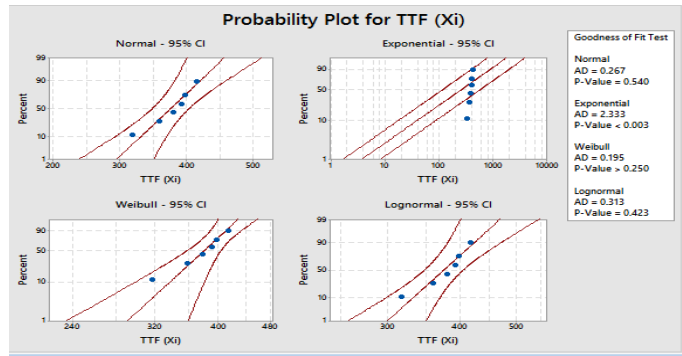 Probability Plot for TTF (Xi)
Normal - 95% CI
99
90
50
10
1
Percent
200
300
400
500
TTF (Xi)
Exponential - 95% CI
90
50
10
1
Percent
1
10
100
1000
10000
TTF (Xi)
Weibull - 95% CI
90
50
10
1
Percent
240
320
400
480
TTF (Xi)
Lognormal - 95% CI
99
90
50
10
1
Percent
300
400
500
TTF (Xi)
Goodness of Fit Test
Normal
AD = 0.267
P-Value = 0.540
Exponential
AD = 2.333
P-Value < 0.003
Weibull
AD = 0.195
P-Value > 0.250
Lognormal
AD = 0.313
P-Value = 0.423